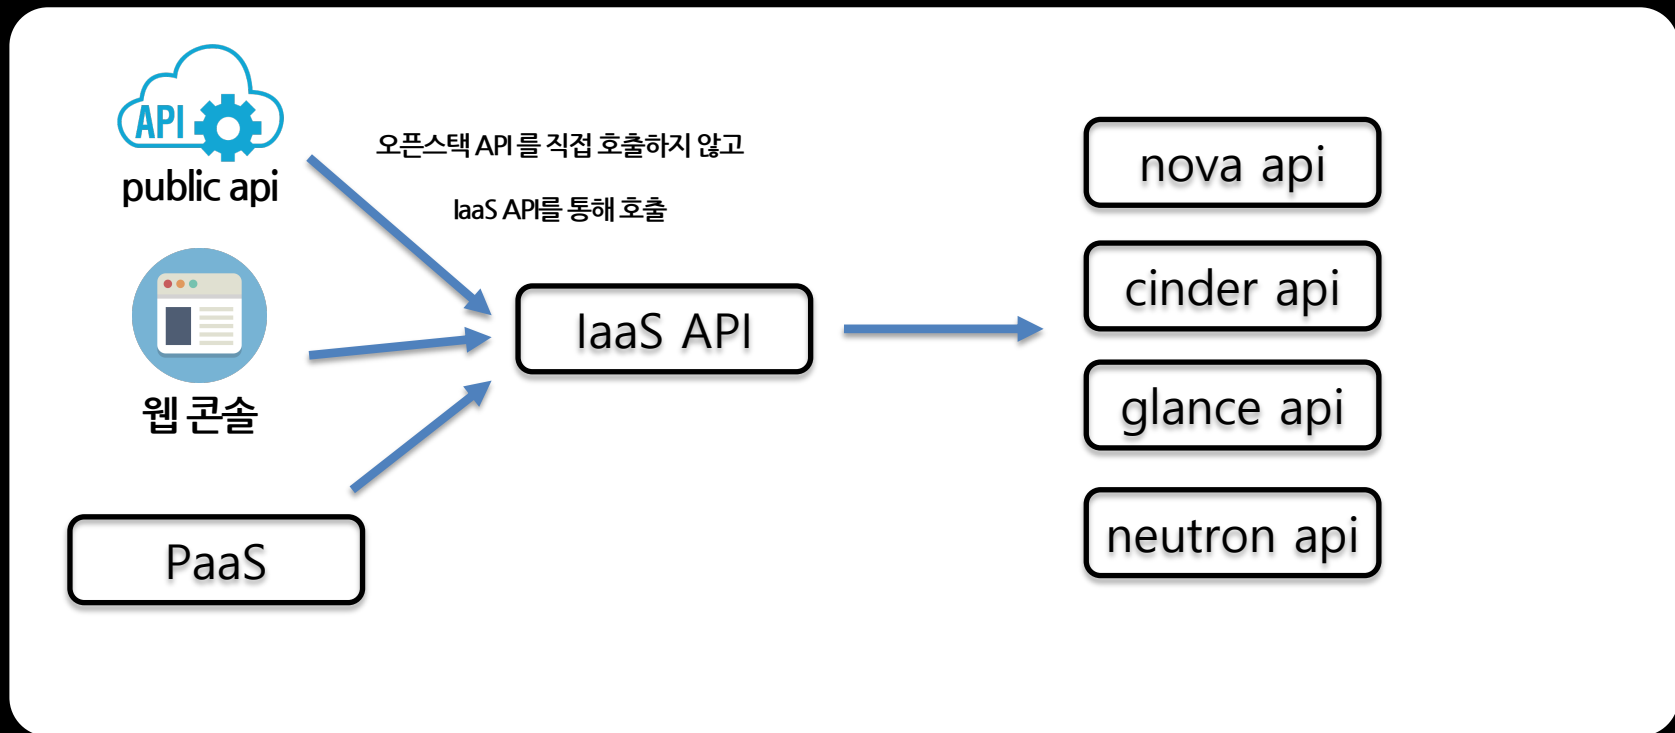 API
public api
오픈스택 API 를 직접 호출하지 않고
IaaS API를 통해 호출
웹 콘솔
PaaS
IaaS API
nova api
cinder api
glance api
neutron api